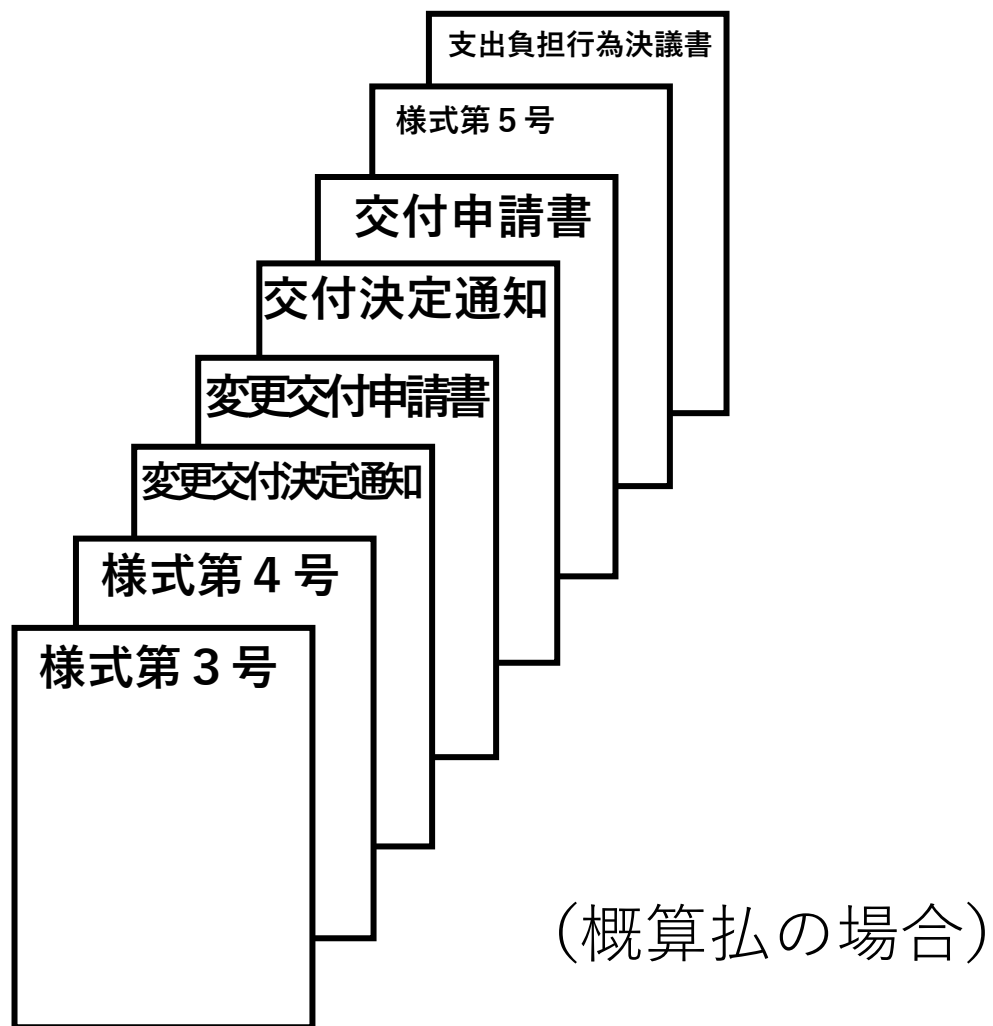 支出負担行為決議書
様式第５号
交付申請書
交付決定通知
変更交付申請書
変更交付決定通知
様式第４号
様式第３号
（概算払の場合）